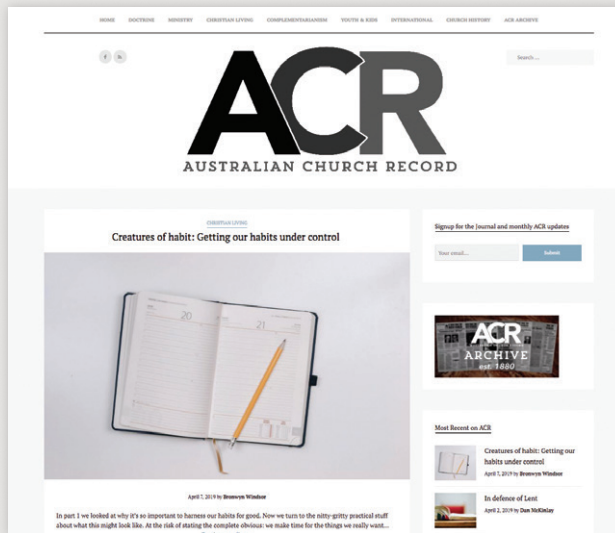 HOME DOCTRINE MINISTRY CHRISTIAN LIVING COMPLEMENTARIANISM YOUTH & KIDS INTERNATIONAL CHURCH HISTORY ACR ARCHIVE
Search ...
ACR
AUSTRALIAN CHURCH RECORD
CHRISTIAN LIVING
Creatures of habit: Getting our habits under control
20
21
April 7, 2019 by Bronwyn Windsor
In part 1 we looked at why it's so important to harness our habits for good. Now we turn to the nitty-gritty practical stuff
about what this might look like. At the risk of stating the complete obvious: we make time for the things we really want...
Signup for the Journal and monthly ACR updates
Your email...
Submit
ACR
ARCHIVE
est. 1880
Most Recent on ACR
Creatures of habit: Getting our
habits under control
April 7, 2019 by Bronwyn Windsor
In defence of Lent
April 2, 2019 by Dan McKinlay